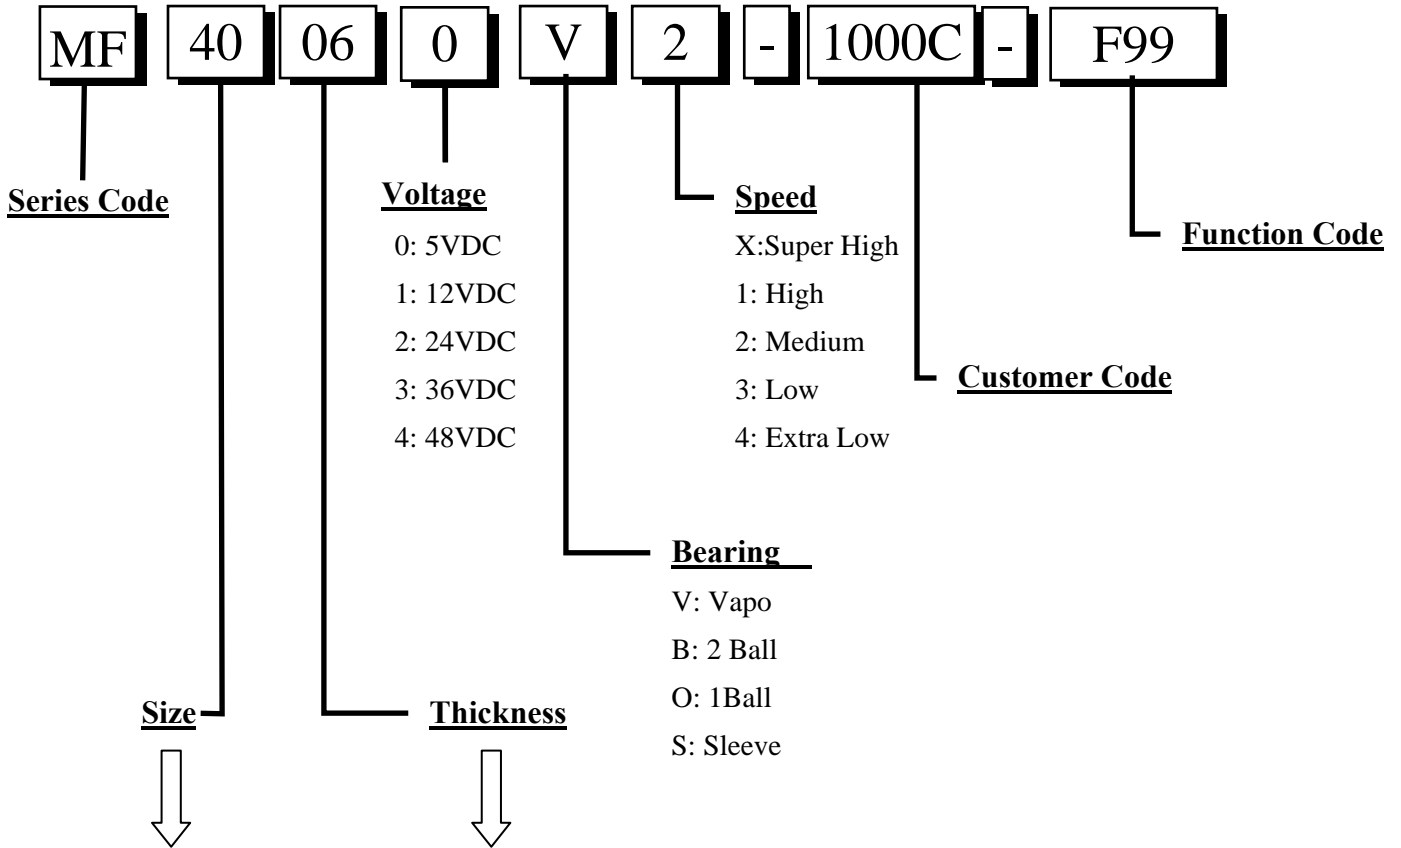 MF 40 06 0 V 2 - 1000C - F99
Series Code
Voltage
0: 5VDC
1: 12VDC
2: 24VDC
3: 36VDC
4: 48VDC
Speed
X:Super High
1: High
2: Medium
3: Low
4: Extra Low
Function Code
Customer Code
Bearing
V: Vapo
B: 2 Ball
O: 1Ball
S: Sleeve
Size
Thickness